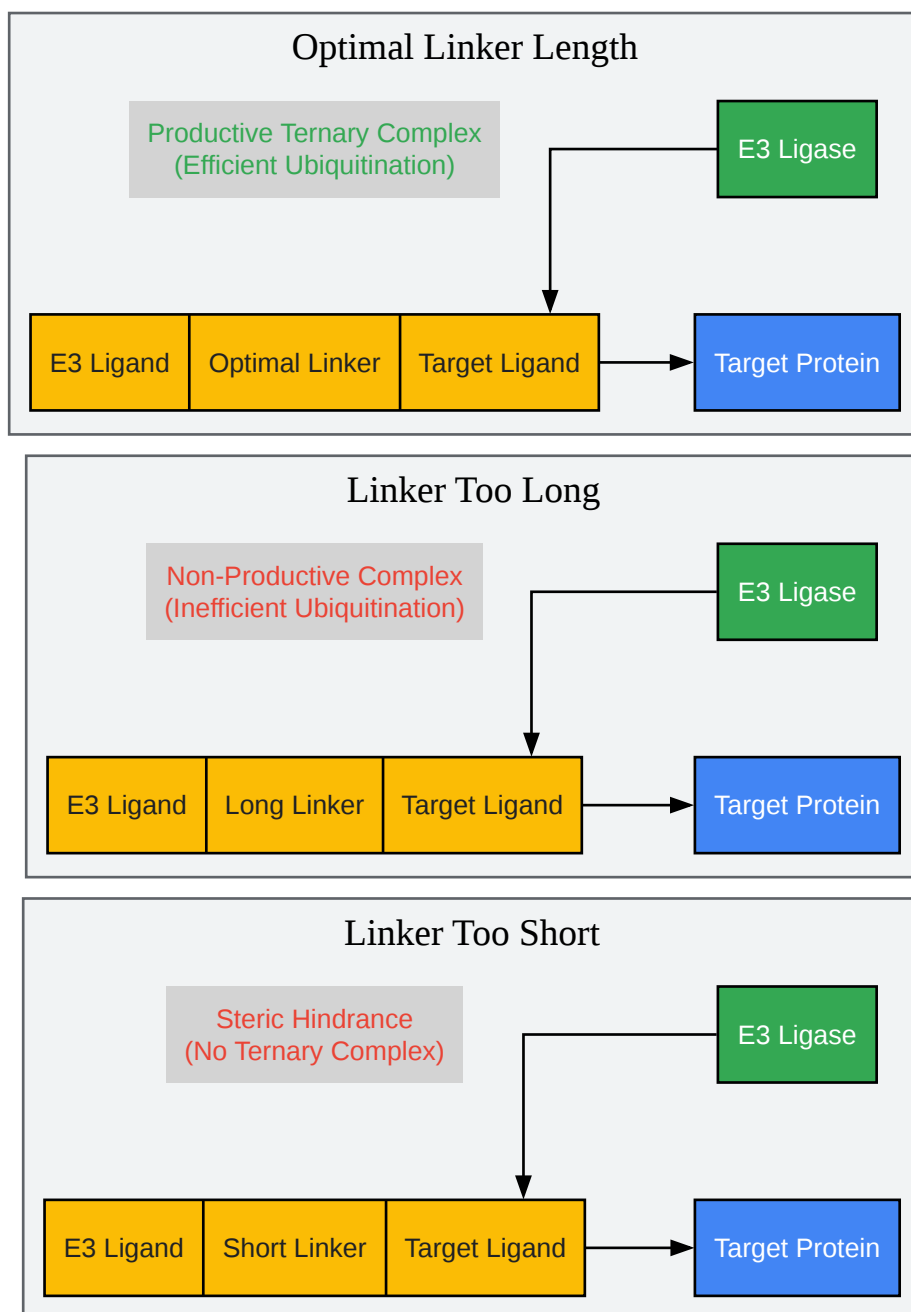 Optimal Linker Length
Productive Ternary Complex
(Efficient Ubiquitination)
E3 Ligase
E3 Ligand
Optimal Linker
Target Ligand
Target Protein
Linker Too Long
Non-Productive Complex
(Inefficient Ubiquitination)
E3 Ligase
E3 Ligand
Long Linker
Target Ligand
Target Protein
Linker Too Short
Steric Hindrance
(No Ternary Complex)
E3 Ligase
E3 Ligand
Short Linker
Target Ligand
Target Protein